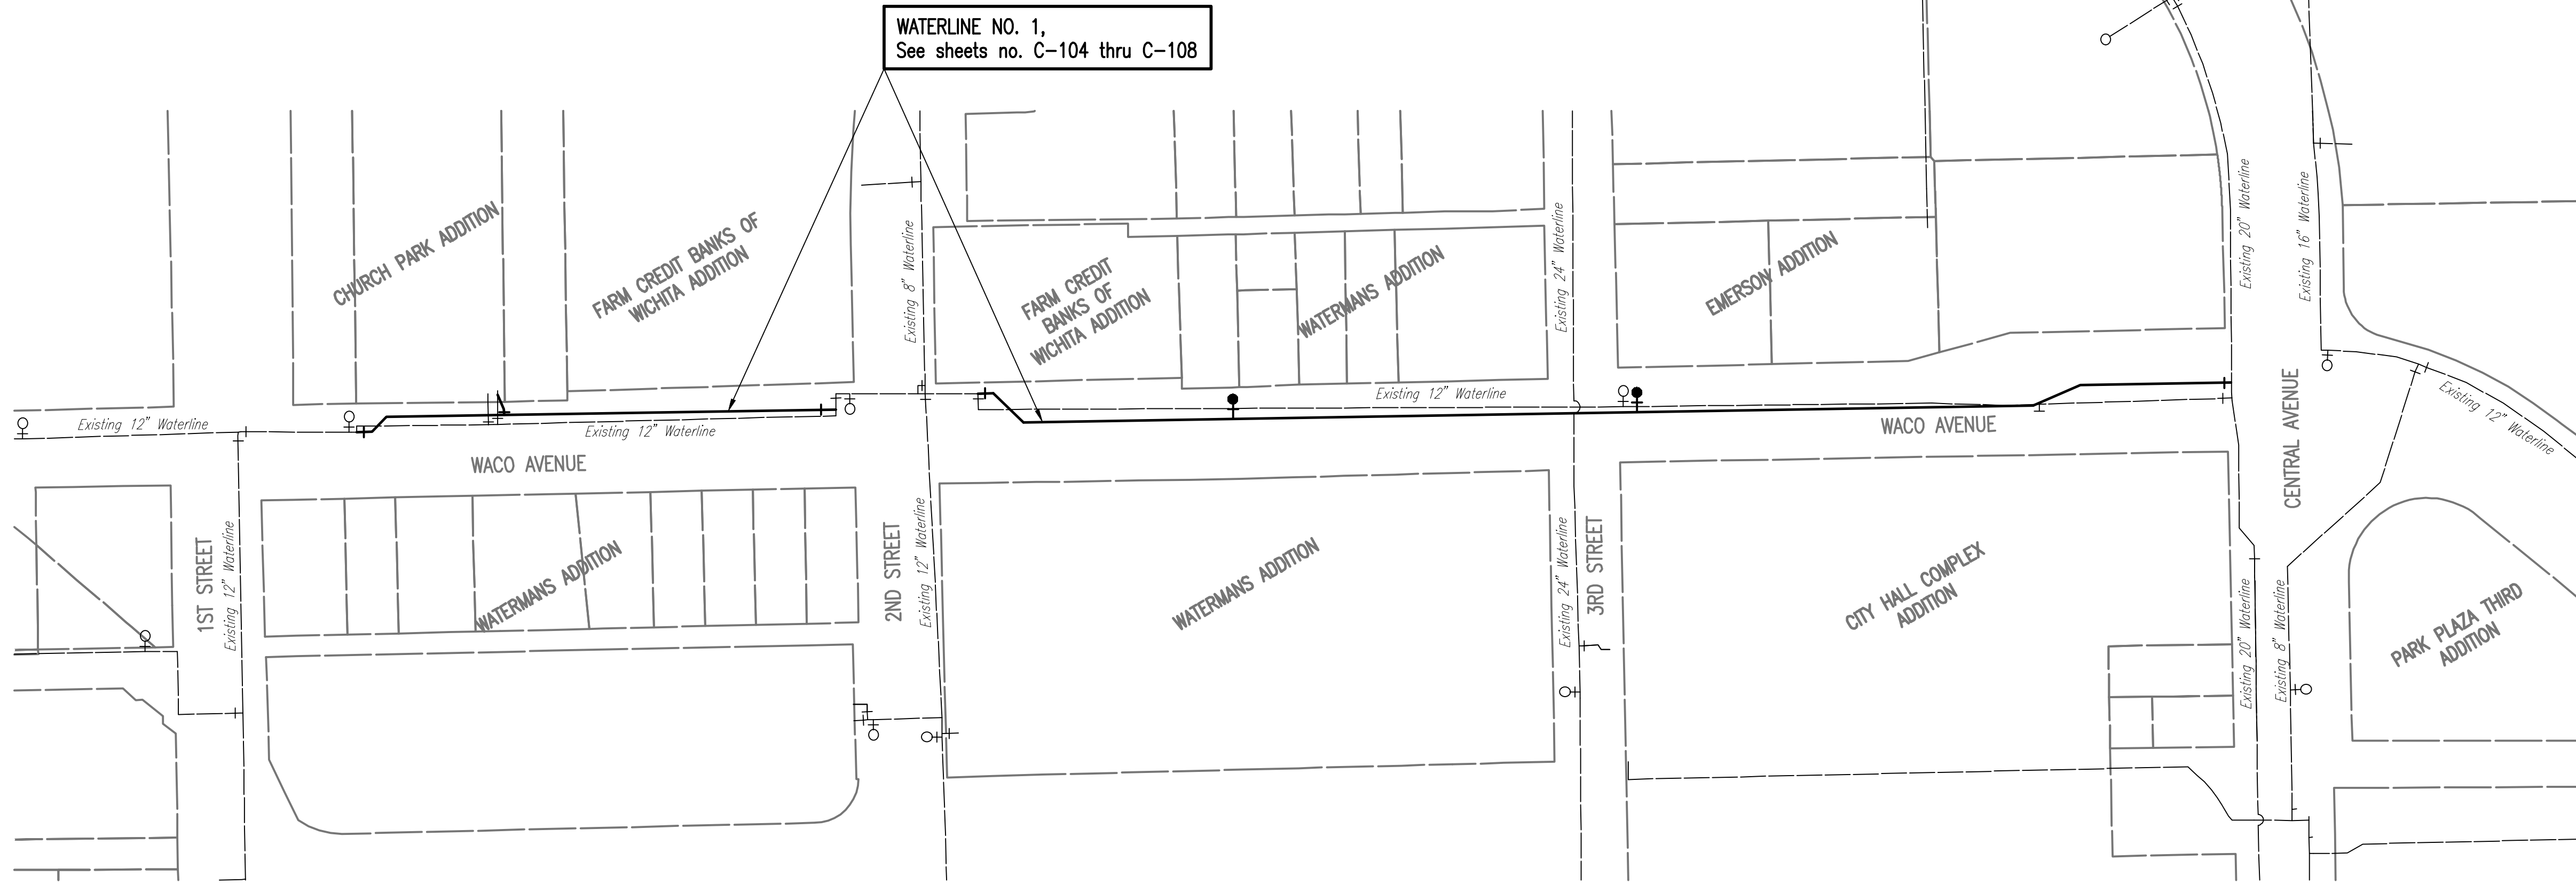 WATERLINE NO. 1,
See sheets no. C-104 thru C-108
CHURCH PARK ADDITION
FARM CREDIT BANKS OF
WICHITA ADDITION
Existing 8" Waterline
FARM CREDIT
BANKS OF
WICHITA ADDITION
WATERMANS ADDITION
Existing 24" Waterline
EMERSON ADDITION
Existing 20" Waterline
Existing 16" Waterline
Existing 12" Waterline
Existing 12" Waterline
Existing 12" Waterline
Existing 12" Waterline
WACO AVENUE
WACO AVENUE
CENTRAL AVENUE
1ST STREET
Existing 12" Waterline
WATERMANS ADDITION
2ND STREET
Existing 12" Waterline
WATERMANS ADDITION
Existing 24" Waterline
3RD STREET
CITY HALL COMPLEX
ADDITION
Existing 20" Waterline
Existing 8" Waterline
PARK PLAZA THIRD
ADDITION